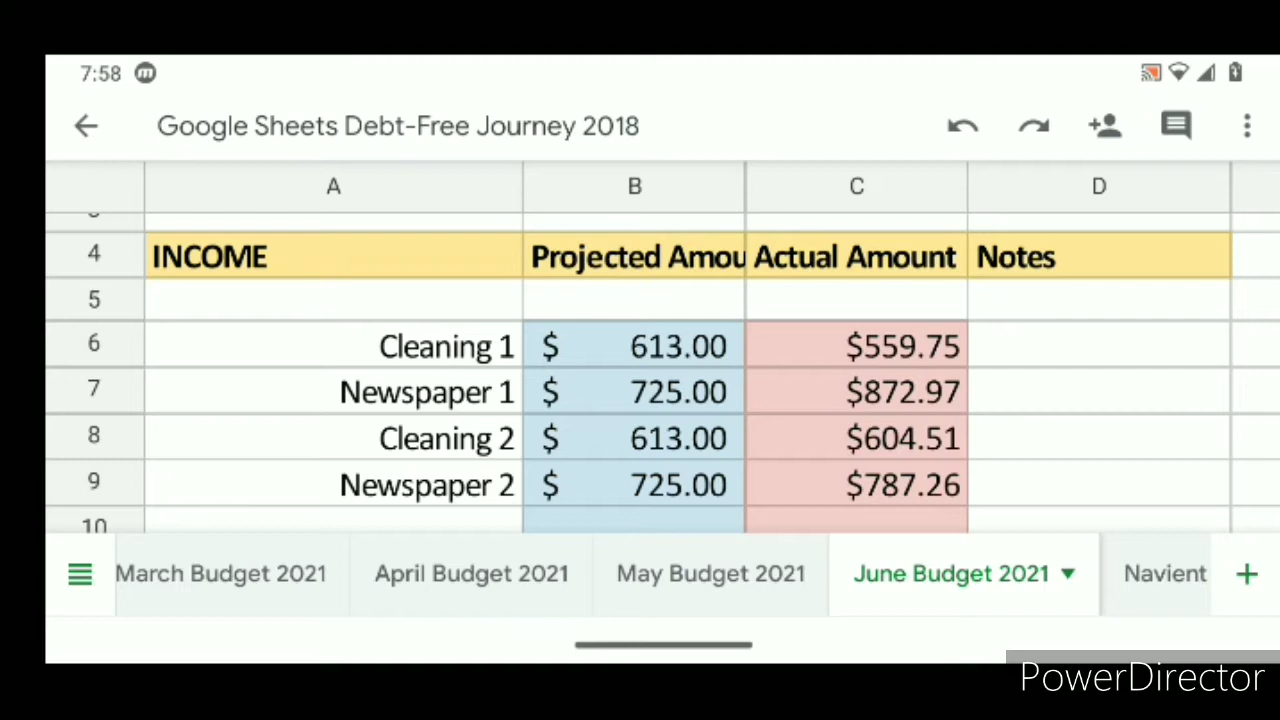 7:58
Google Sheets Debt-Free Journey 2018
A B C D
4 INCOME Projected Amou Actual Amount Notes
5
6 Cleaning 1 $ 613.00 $559.75
7 Newspaper 1 $ 725.00 $872.97
8 Cleaning 2 $ 613.00 $604.51
9 Newspaper 2 $ 725.00 $787.26
10
March Budget 2021 April Budget 2021 May Budget 2021 June Budget 2021 Navient
PowerDirector